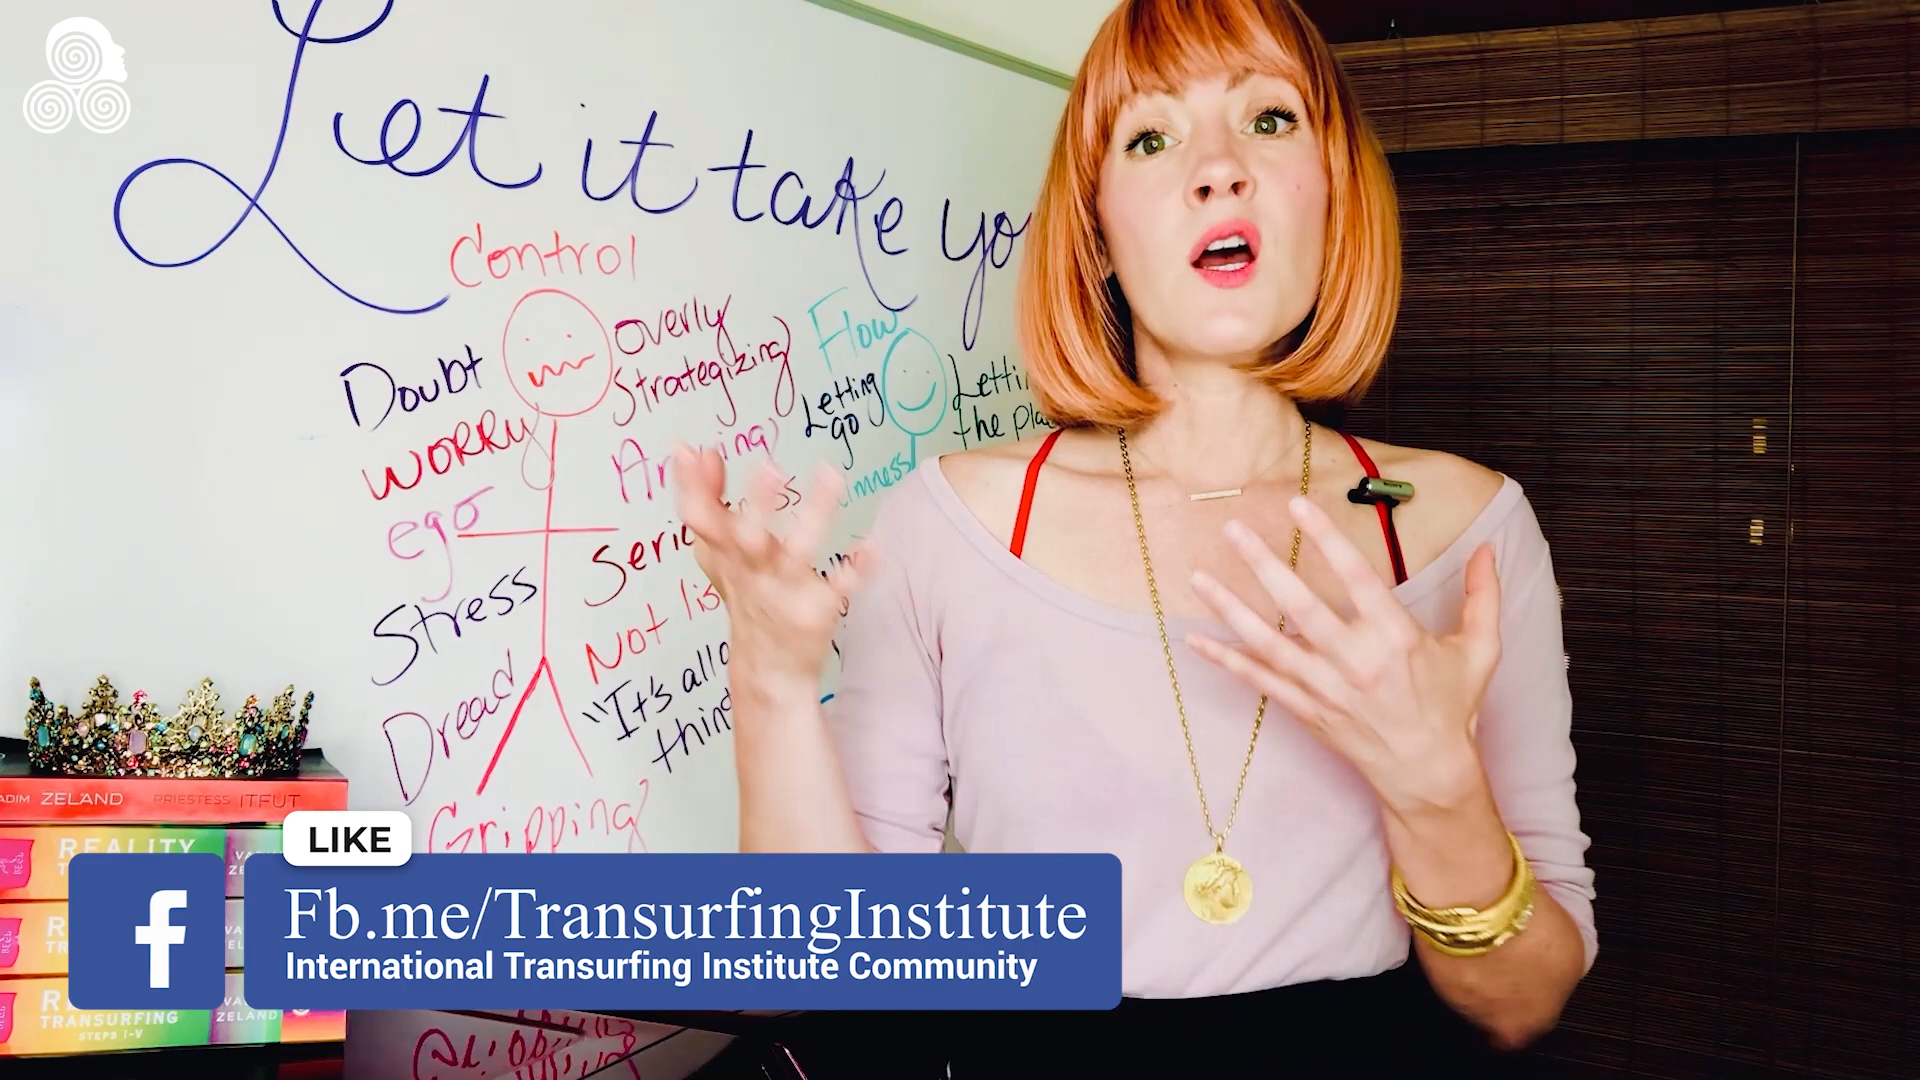 Let it take yo
Control
Doubt
overly
Strategizing
WORRY
ego
Stress
Dread
Gripping
Not lis
"It's all
thin
Flow
Letting
go
Letti
the pla
ZELAND PRIESTESS ITFUT
REALITY
TRANSURFING
STEPS I-V
ZELAND
LIKE
Fb.me/TransurfingInstitute
International Transurfing Institute Community
SONY